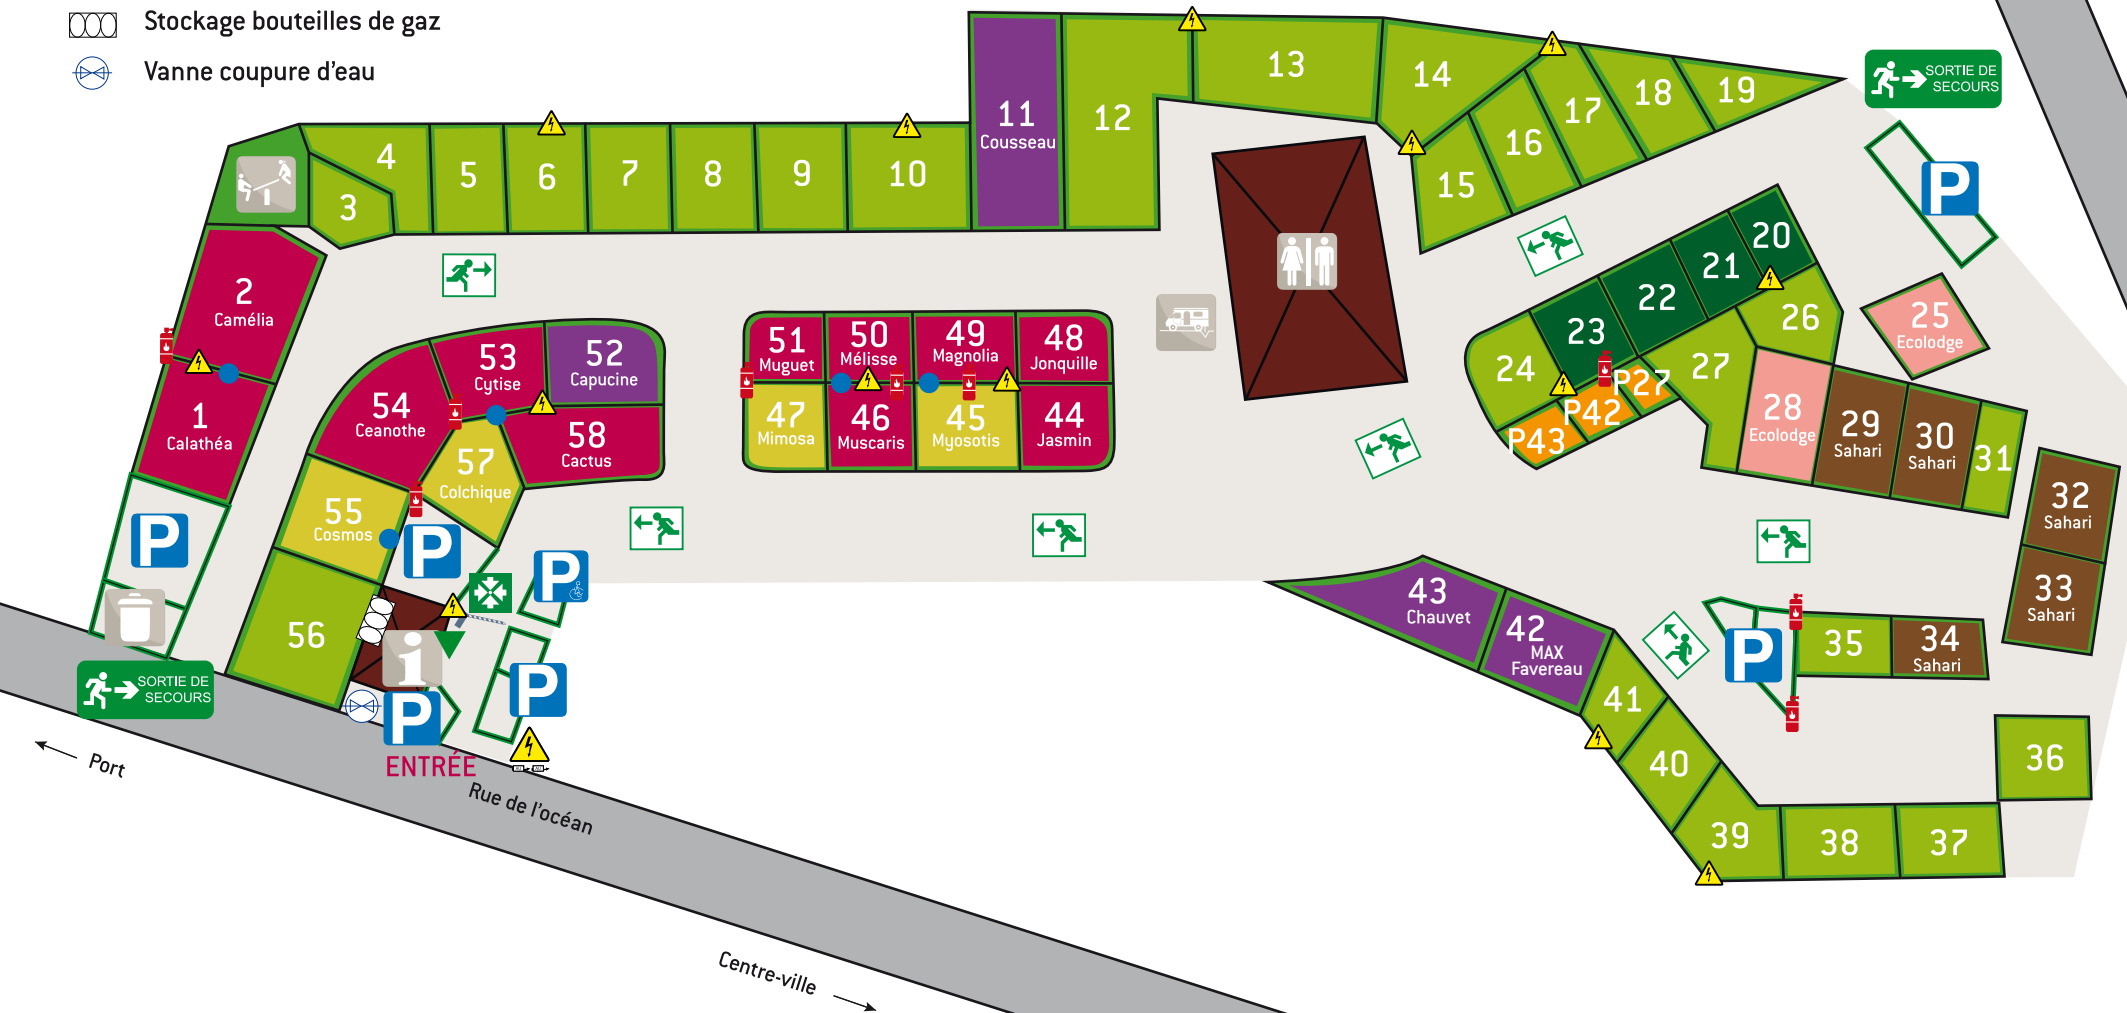 Stockage bouteilles de gaz
Vanne coupure d'eau
SORTIE DE
SECOURS
P
11
Cousseau
12
13
14
15
16
17
18
19
3
4
5
6
7
8
9
10
2
Camélia
1
Calathéa
P
54
Ceanothe
53
Cytise
52
Capucine
58
Cactus
57
Colchique
55
Cosmos
56
51
Muguet
50
Mélisse
49
Magnolia
48
Jonquille
47
Mimosa
46
Muscaris
45
Myosotis
44
Jasmin
20
21
22
23
24
26
27
P27
P42
P43
25
Ecolodge
28
Ecolodge
29
Sahari
30
Sahari
31
32
Sahari
33
Sahari
34
Sahari
35
P
36
37
38
39
40
41
42
MAX
Favereau
43
Chauvet
P
P
P
P
i
SORTIE DE
SECOURS
ENTRÉE
Port
Rue de l'océan
Centre-ville